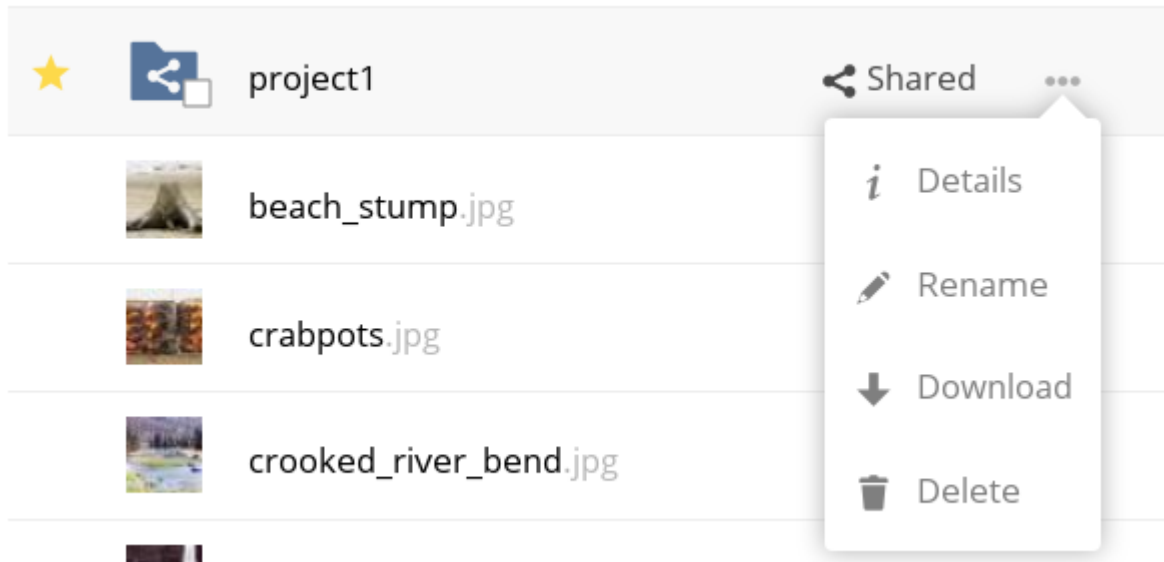 project1
Shared
Details
beach_stump.jpg
Rename
crabpots.jpg
Download
crooked_river_bend.jpg
Delete